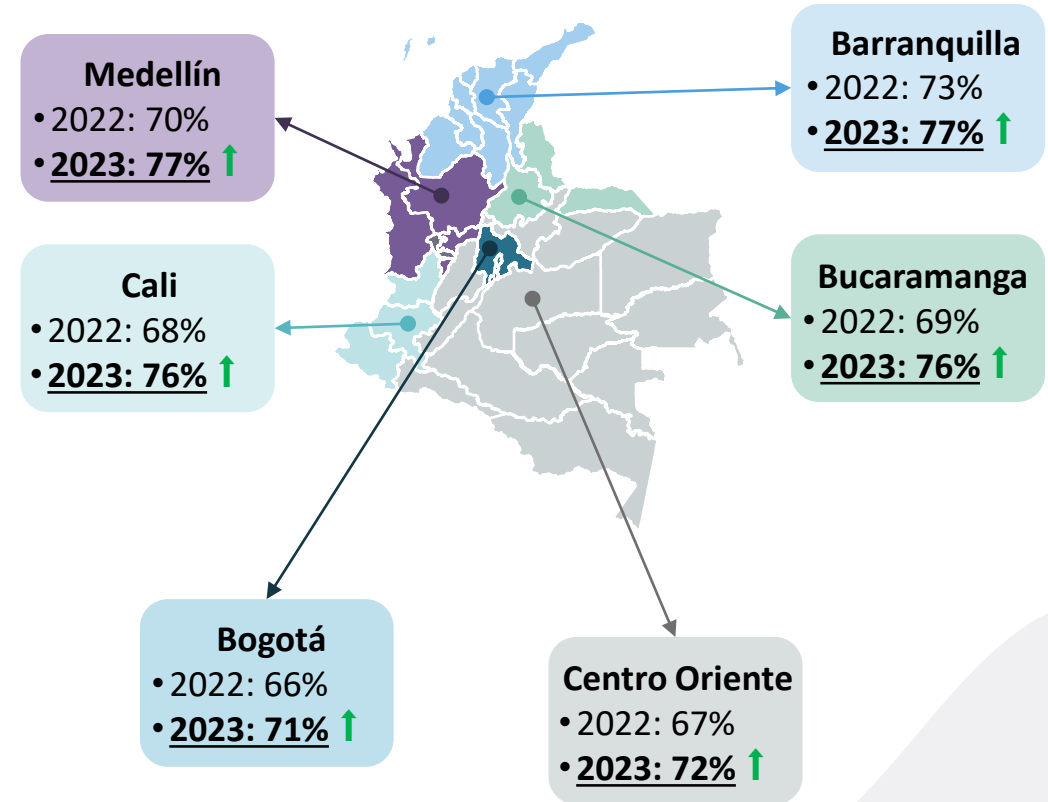 Medellín
• 2022: 70%
• 2023: 77%
Barranquilla
• 2022: 73%
• 2023: 77%
Cali
• 2022: 68%
• 2023: 76%
Bucaramanga
• 2022: 69%
• 2023: 76%
Bogotá
• 2022: 66%
• 2023: 71%
Centro Oriente
• 2022: 67%
• 2023: 72%